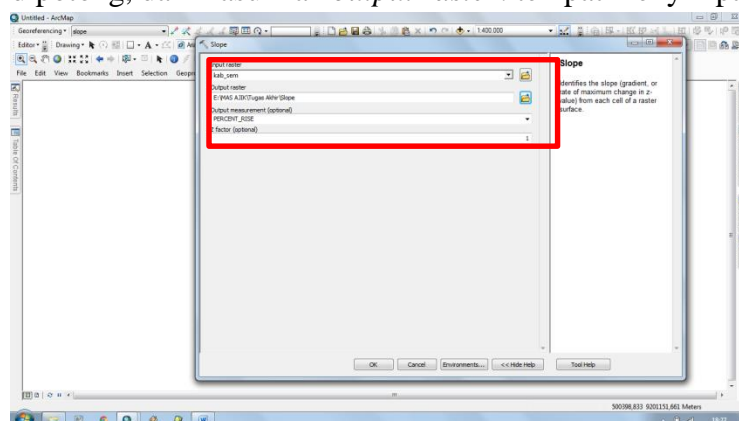 Untitled - ArcMap
Georeferencing slope 1:400.000
Editor Drawing A
File Edit View Bookmarks Insert Selection Geopr
Results
Table Of Contents
Slope
Input raster
kab_sem
Output raster
E:\MAS AJIK\Tugas Akhir\Slope
Output measurement (optional)
PERCENT_RISE
Z factor (optional)
1
Slope
Identifies the slope (gradient, or
rate of maximum change in z-
value) from each cell of a raster
surface.
OK Cancel Environments... << Hide Help Tool Help
500398,833 9201151,661 Meters